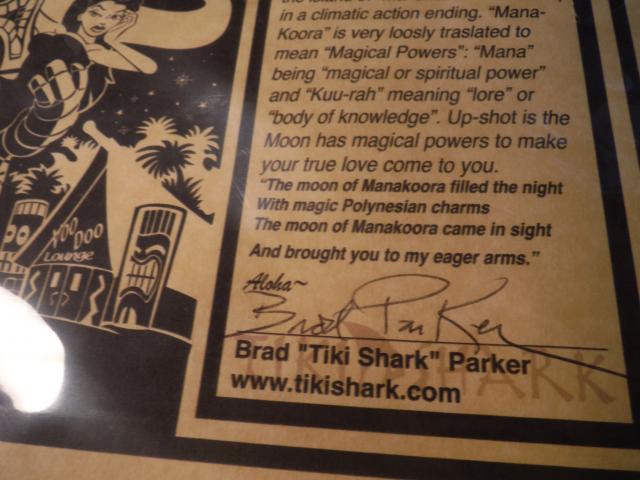 in a climatic action ending. "Mana-
Koora" is very loosly traslated to
mean "Magical Powers": "Mana"
being "magical or spiritual power"
and "Kuu-rah" meaning "lore" or
"body of knowledge". Up-shot is the
Moon has magical powers to make
your true love come to you.
"The moon of Manakoora filled the night
With magic Polynesian charms
The moon of Manakoora came in sight
And brought you to my eager arms."
Aloha~
Brad Parker
Brad "Tiki Shark" Parker
www.tikishark.com
TIKI SHARK
VOO DOO
Lounge